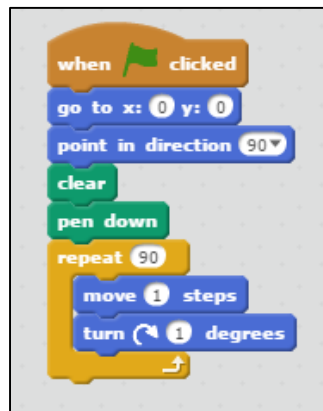 when clicked
go to x: 0 y: 0
point in direction 90
clear
pen down
repeat 90
move 1 steps
turn 1 degrees